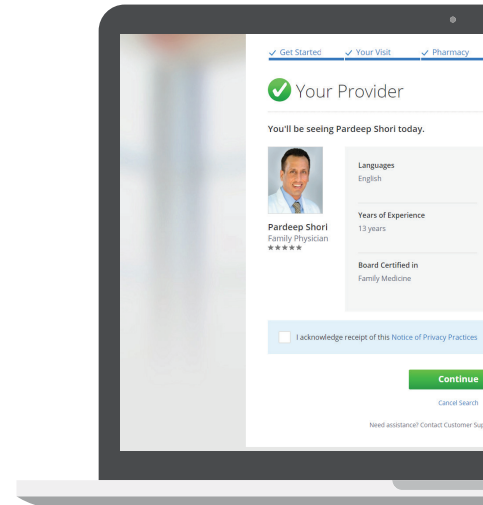 Get Started
Your Visit
Pharmacy
Your Provider
You'll be seeing Pardeep Shori today.
Languages
English
Years of Experience
13 years
Pardeep Shori
Family Physician
★★★★★
Board Certified in
Family Medicine
I acknowledge receipt of this Notice of Privacy Practices
Continue
Cancel Search
Need assistance? Contact Customer Sup